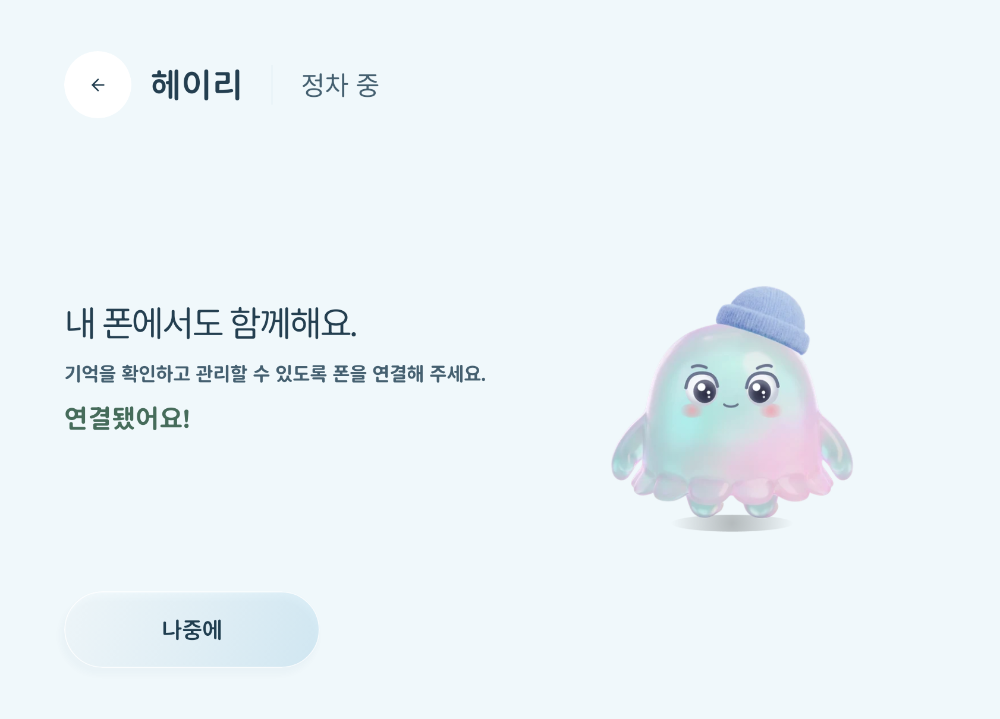 헤이리
정차 중
내 폰에서도 함께해요.
기억을 확인하고 관리할 수 있도록 폰을 연결해 주세요.
연결됐어요!
나중에